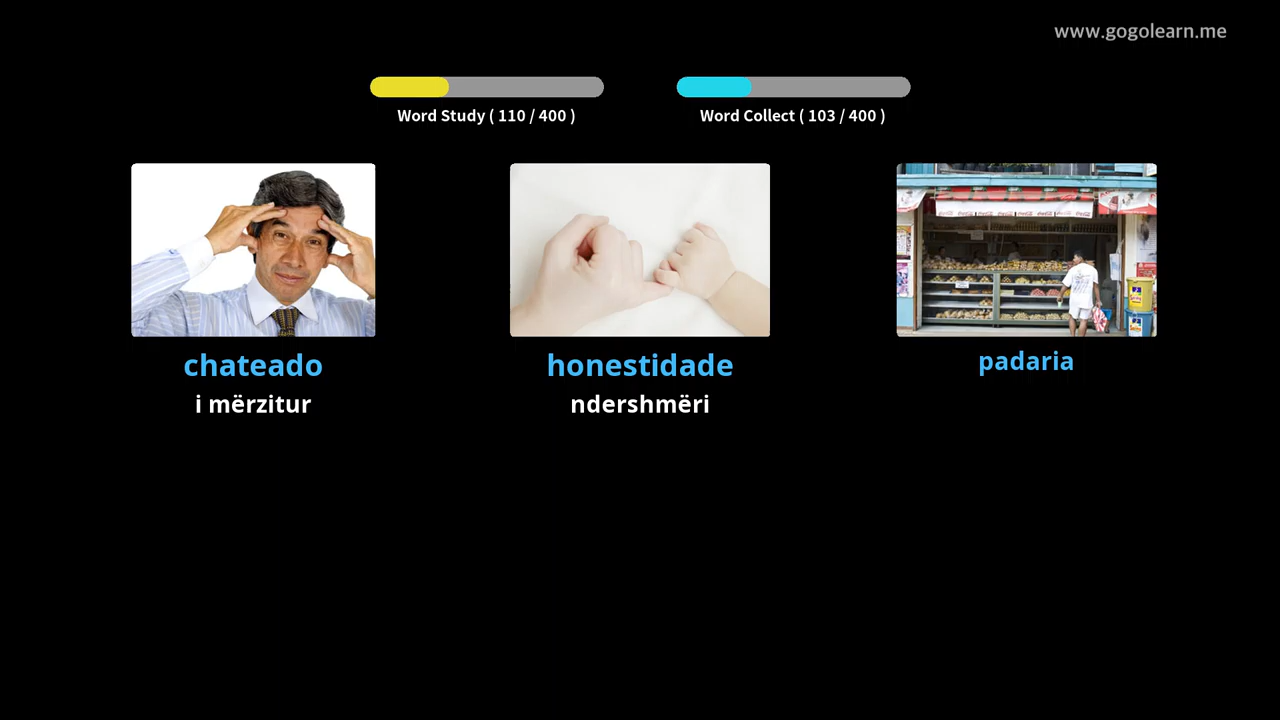 www.gogolearn.me
Word Study ( 110 / 400 )
Word Collect ( 103 / 400 )
chateado
honestidade
padaria
i mërzitur
ndershmëri